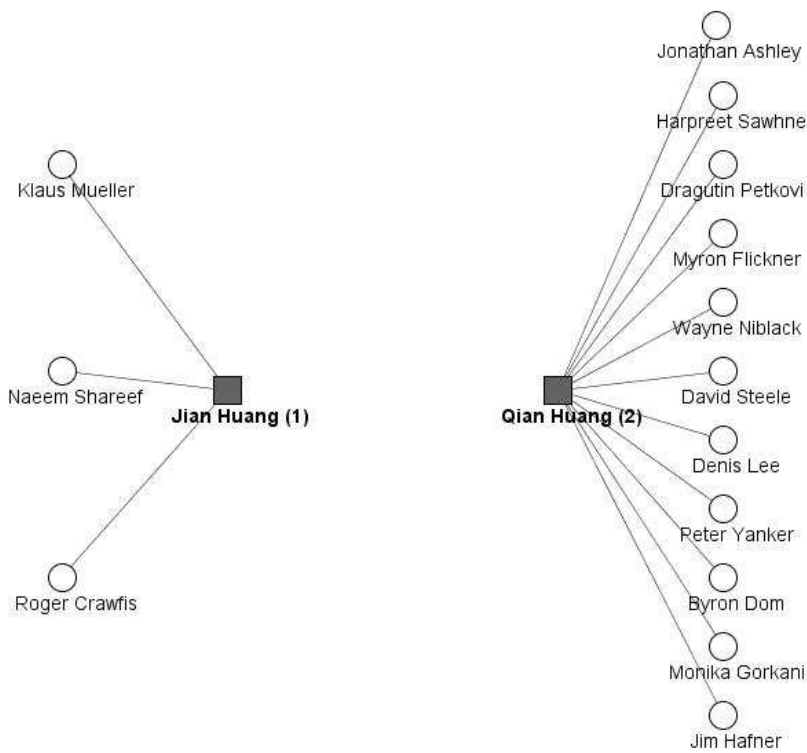 Jonathan Ashley
Harpreet Sawhne
Dragutin Petkovi
Myron Flickner
Wayne Niblack
David Steele
Denis Lee
Peter Yanker
Byron Dom
Monika Gorkani
Jim Hafner
Klaus Mueller
Naeem Shareef
Roger Crawfis
Jian Huang (1)
Qian Huang (2)